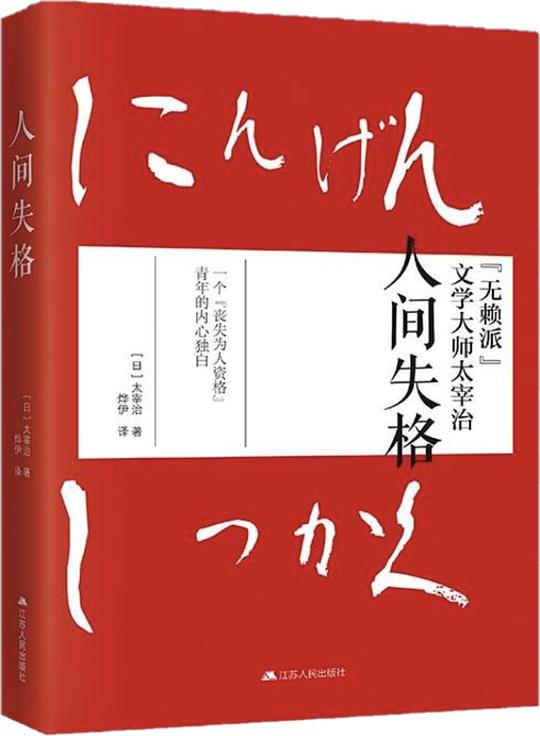 人间失格
[日]太宰治 著
烨伊 译
江苏人民出版社
にんげん
『无赖派』
文学大师太宰治
人间失格
一个『丧失为人资格』
青年的内心独白
[日]太宰治 著
烨伊 译
しつかく
江苏人民出版社